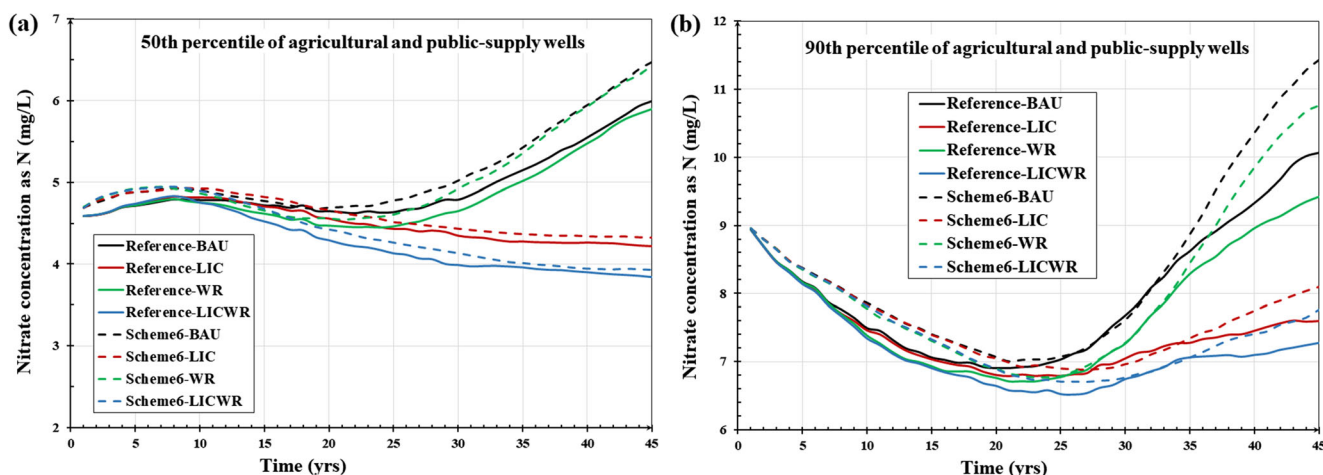 (a)
50th percentile of agricultural and public-supply wells
Nitrate concentration as N (mg/L)
7
6
5
4
3
2
Reference-BAU
Reference-LIC
Reference-WR
Reference-LICWR
Scheme6-BAU
Scheme6-LIC
Scheme6-WR
Scheme6-LICWR
0 5 10 15 20 25 30 35 40 45
Time (yrs)
(b)
90th percentile of agricultural and public-supply wells
Nitrate concentration as N (mg/L)
12
11
10
9
8
7
6
Reference-BAU
Reference-LIC
Reference-WR
Reference-LICWR
Scheme6-BAU
Scheme6-LIC
Scheme6-WR
Scheme6-LICWR
0 5 10 15 20 25 30 35 40 45
Time (yrs)